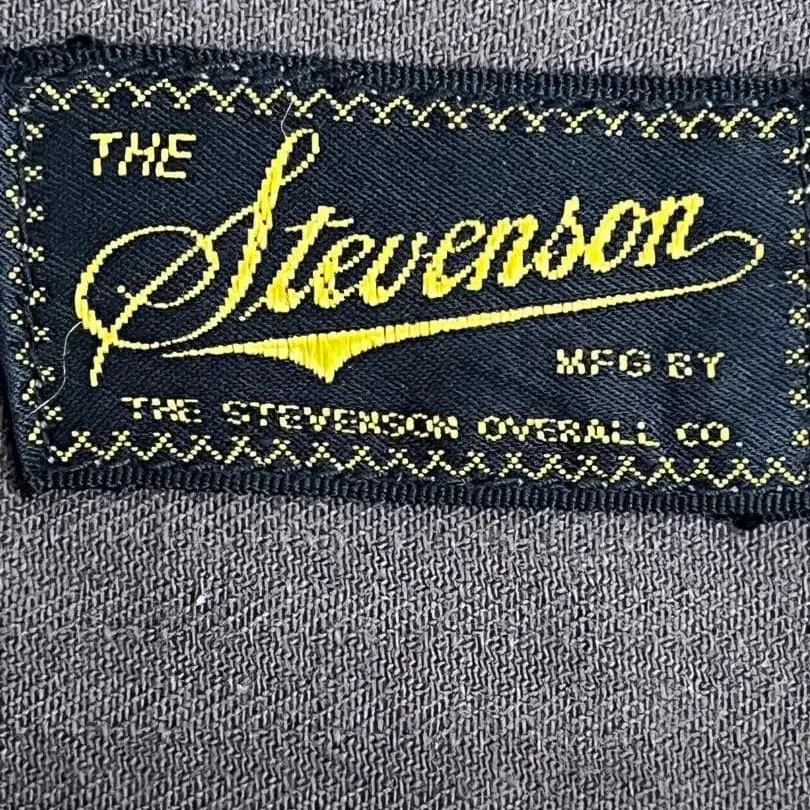 THE
Stevenson
MFG BY
THE STEVENSON OVERALL CO.